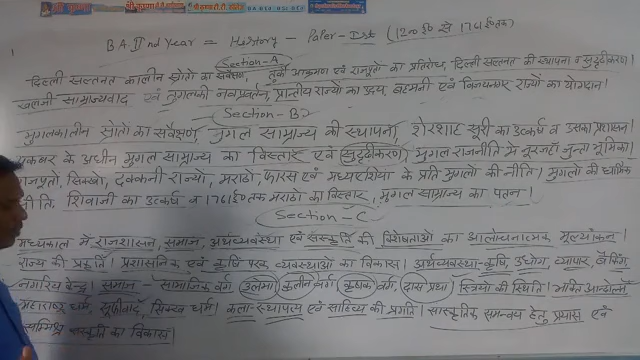 B.A. IInd Year = History - Paper - Ist (1200 ई० से 1761 ई० तक)
Section-A
दिल्ली सल्तनत कालीन स्रोतो का सर्वेक्षण, तुर्क आक्रमण एवं राजपूतो का प्रतिरोध, दिल्ली सल्तनत की स्थापना व सुदृढीकरण।
खलजी साम्राज्यवाद एवं तुगलकी नवप्रवर्तन, प्रान्तीय राज्यों का उदय, बहमनी एवं विजयनगर राज्यों का योगदान।
Section-B
मुगलकालीन स्रोतों का सर्वेक्षण, मुगल साम्राज्य की स्थापना, शेरशाह सूरी का उत्कर्ष व उसका प्रशासन।
अकबर के अधीन मुगल साम्राज्य का विस्तार एवं सुदृढीकरण, मुगल राजनीति में नूरजहाँ जुन्ता भूमिका।
राजपूतो, सिक्खो, दक्कनी राज्यो, मराठो, फारस एवं मध्यएशिया के प्रति मुगलो की नीति। मुगलो की धार्मिक
नीति. शिवाजी का उत्कर्ष व 1761 ई० तक मराठो का विस्तार, मुगल साम्राज्य का पतन।
Section-C
मध्यकाल में राजशासन, समाज, अर्थव्यवस्था एवं संस्कृति की विशेषताओं का आलोचनात्मक मूल्यांकन।
राज्य की प्रकृति। प्रशासनिक एवं कृषि परक व्यवस्थाओं का विकास। अर्थव्यवस्था-कृषि, उद्योग, व्यापार, बैंकिंग,
नगरीय केन्द्र। समाज - सामाजिक वर्ग उलेमा कुलीन वर्ग कृषक वर्ग, दास प्रथा। स्त्रियों की स्थिति। भक्ति आन्दोलन
महाराष्ट्र धर्म, सूफीवाद, सिक्ख धर्म। कला-स्थापत्य एवं साहित्य की प्रगति। सांस्कृतिक समन्वय हेतु प्रयास एवं
सम्मिश्र संस्कृति का विकास।